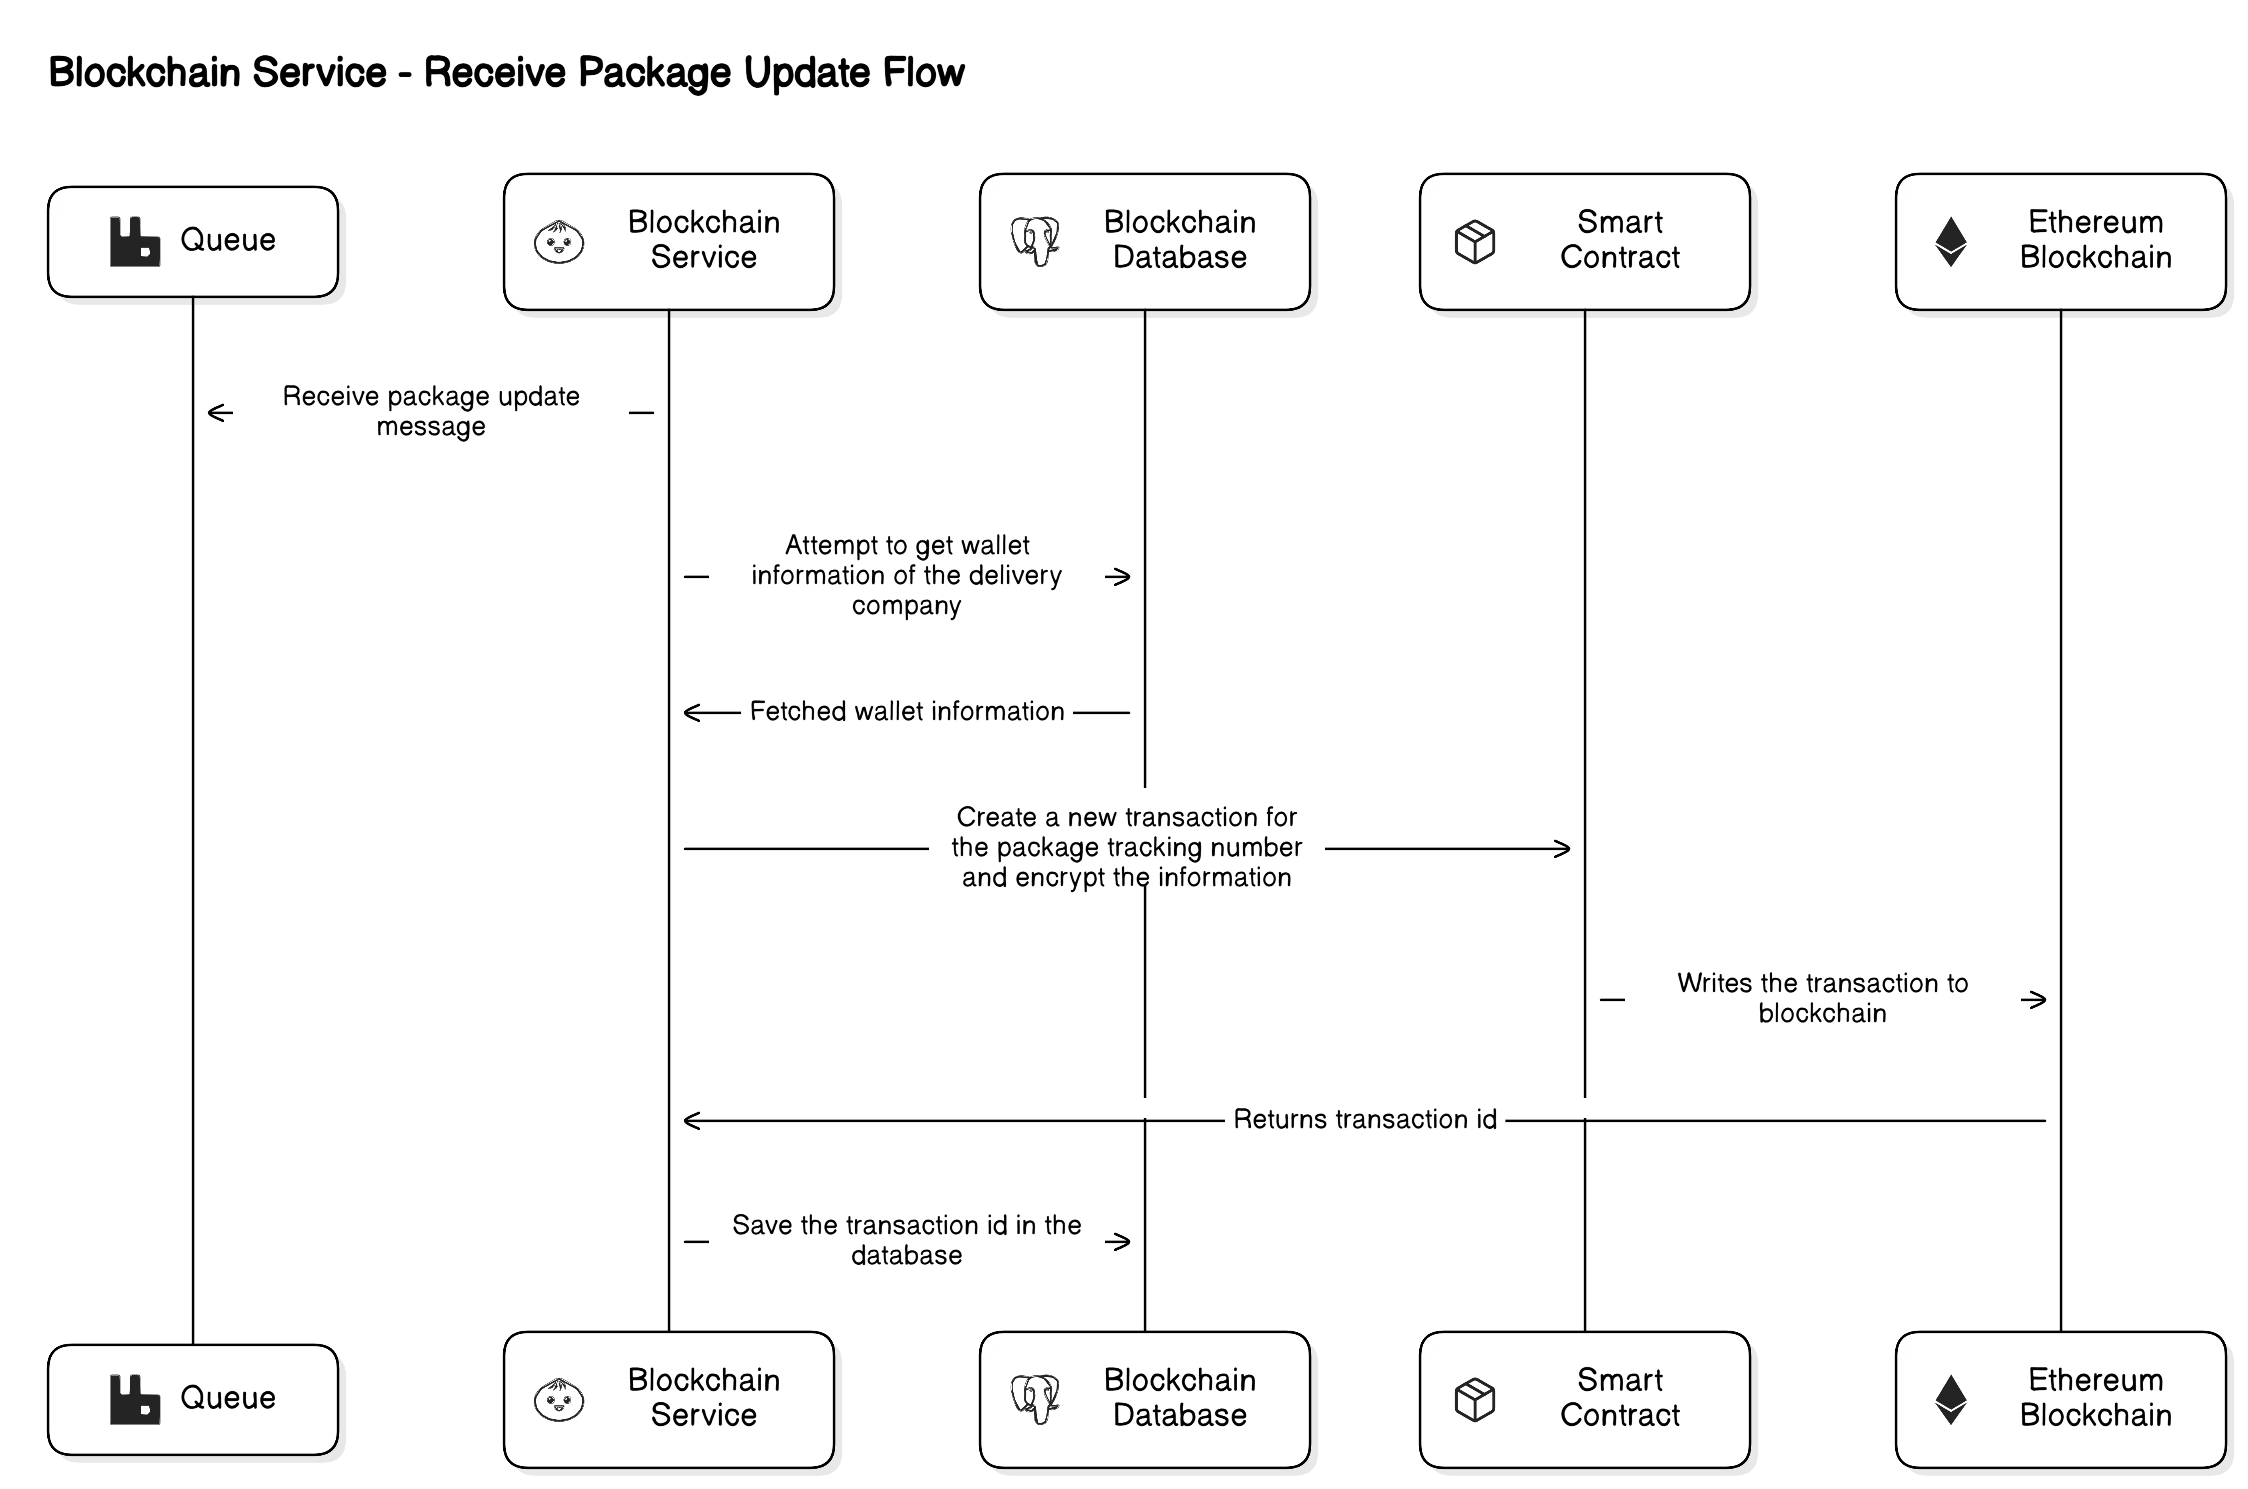 Blockchain Service - Receive Package Update Flow
Queue
Blockchain
Service
Blockchain
Database
Smart
Contract
Ethereum
Blockchain
Receive package update
message
Attempt to get wallet
information of the delivery
company
Fetched wallet information
Create a new transaction for
the package tracking number
and encrypt the information
Writes the transaction to
blockchain
Returns transaction id
Save the transaction id in the
database
Queue
Blockchain
Service
Blockchain
Database
Smart
Contract
Ethereum
Blockchain